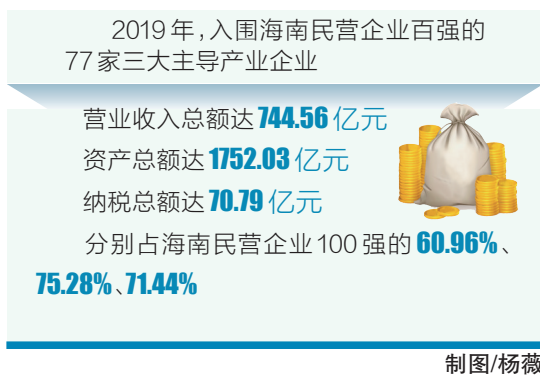 2019年,入围海南民营企业百强的
77家三大主导产业企业
营业收入总额达744.56亿元
资产总额达1752.03亿元
纳税总额达70.79亿元
分别占海南民营企业100强的60.96%、
75.28%、71.44%
制图/杨薇